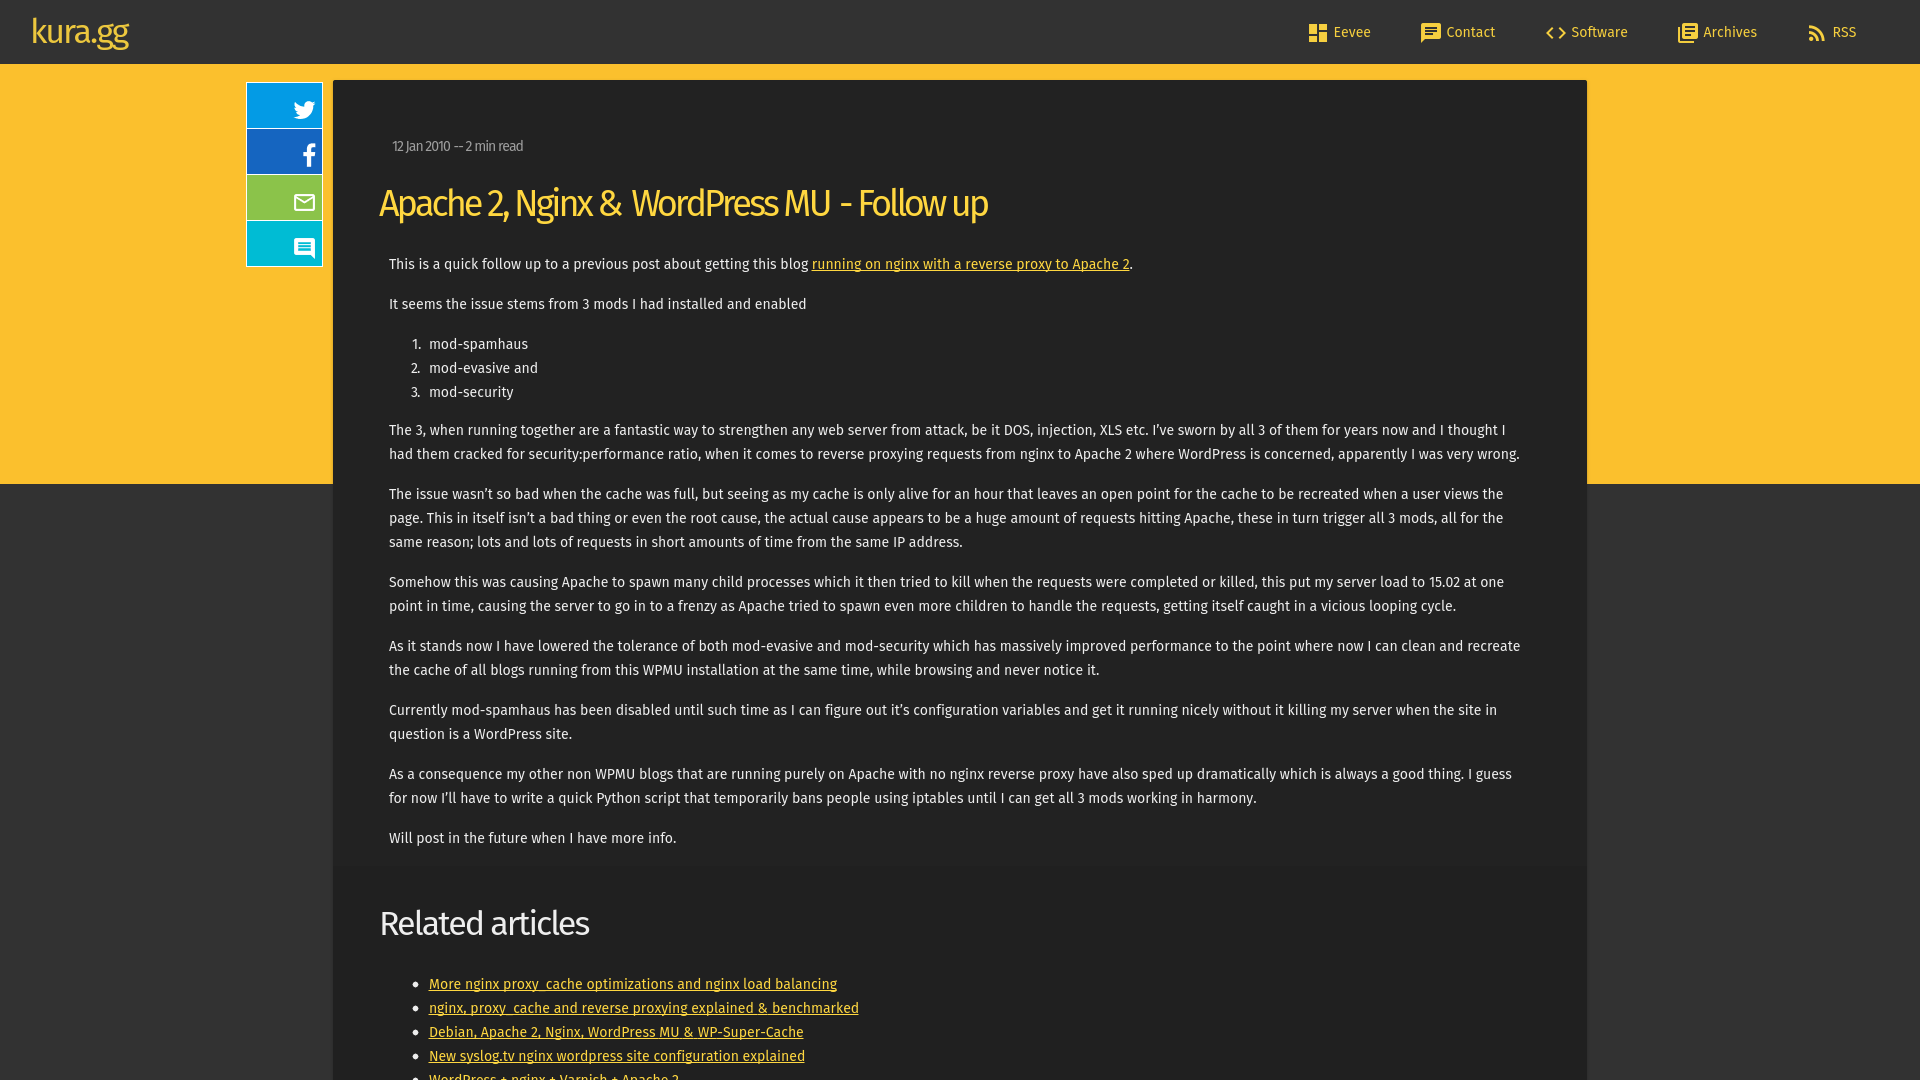 kura.gg
Eevee
Contact
Software
Archives
RSS
12 Jan 2010 -- 2 min read
Apache 2, Nginx & WordPress MU - Follow up
This is a quick follow up to a previous post about getting this blog running on nginx with a reverse proxy to Apache 2.
It seems the issue stems from 3 mods I had installed and enabled
1. mod-spamhaus
2. mod-evasive and
3. mod-security
The 3, when running together are a fantastic way to strengthen any web server from attack, be it DOS, injection, XLS etc. I’ve sworn by all 3 of them for years now and I thought I
had them cracked for security:performance ratio, when it comes to reverse proxying requests from nginx to Apache 2 where WordPress is concerned, apparently I was very wrong.
The issue wasn’t so bad when the cache was full, but seeing as my cache is only alive for an hour that leaves an open point for the cache to be recreated when a user views the
page. This in itself isn’t a bad thing or even the root cause, the actual cause appears to be a huge amount of requests hitting Apache, these in turn trigger all 3 mods, all for the
same reason; lots and lots of requests in short amounts of time from the same IP address.
Somehow this was causing Apache to spawn many child processes which it then tried to kill when the requests were completed or killed, this put my server load to 15.02 at one
point in time, causing the server to go in to a frenzy as Apache tried to spawn even more children to handle the requests, getting itself caught in a vicious looping cycle.
As it stands now I have lowered the tolerance of both mod-evasive and mod-security which has massively improved performance to the point where now I can clean and recreate
the cache of all blogs running from this WPMU installation at the same time, while browsing and never notice it.
Currently mod-spamhaus has been disabled until such time as I can figure out it’s configuration variables and get it running nicely without it killing my server when the site in
question is a WordPress site.
As a consequence my other non WPMU blogs that are running purely on Apache with no nginx reverse proxy have also sped up dramatically which is always a good thing. I guess
for now I’ll have to write a quick Python script that temporarily bans people using iptables until I can get all 3 mods working in harmony.
Will post in the future when I have more info.
Related articles
More nginx proxy_cache optimizations and nginx load balancing
nginx, proxy_cache and reverse proxying explained & benchmarked
Debian, Apache 2, Nginx, WordPress MU & WP-Super-Cache
New syslog.tv nginx wordpress site configuration explained
WordPress + nginx + Varnish + Apache 2